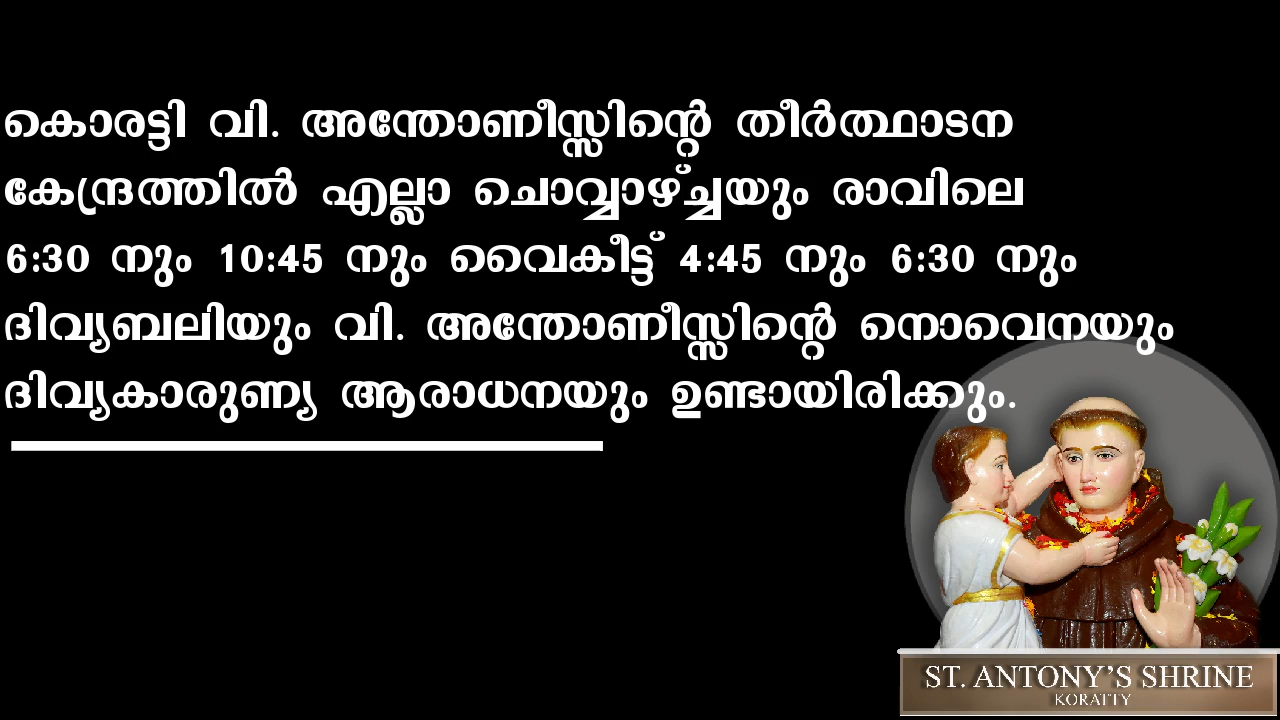 കൊരട്ടി വി. അന്തോണീസ്സിന്റെ തീർത്ഥാടന
കേന്ദ്രത്തിൽ എല്ലാ ചൊവ്വാഴ്ച്ചയും രാവിലെ
6:30 നും 10:45 നും വൈകീട്ട് 4:45 നും 6:30 നും
ദിവ്യബലിയും വി. അന്തോണീസ്സിന്റെ നൊവെനയും
ദിവ്യകാരുണ്യ ആരാധനയും ഉണ്ടായിരിക്കും.
ST. ANTONY'S SHRINE
KORATTY